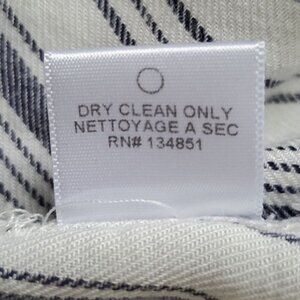 DRY CLEAN ONLY
NETTOYAGE A SEC
RN# 134851